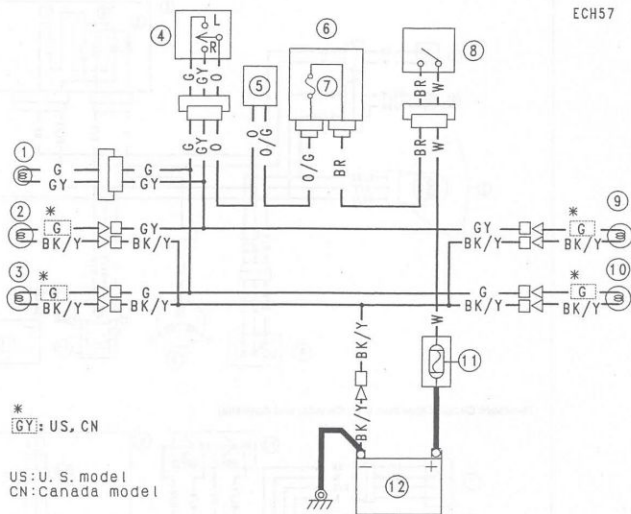 ECH57
4
L
R
G
GY
O
5
O
O/G
6
7
O/G
BR
8
BR
W
G
GY
O
BR
W
1
G
GY
G
GY
2
*
G
BK/Y
GY
BK/Y
GY
BK/Y
*
G
BK/Y
9
3
*
G
BK/Y
G
BK/Y
G
BK/Y
*
G
BK/Y
10
BK/Y
W
11
BK/Y
*
GY: US, CN
US: U. S. model
CN: Canada model
−
+
12